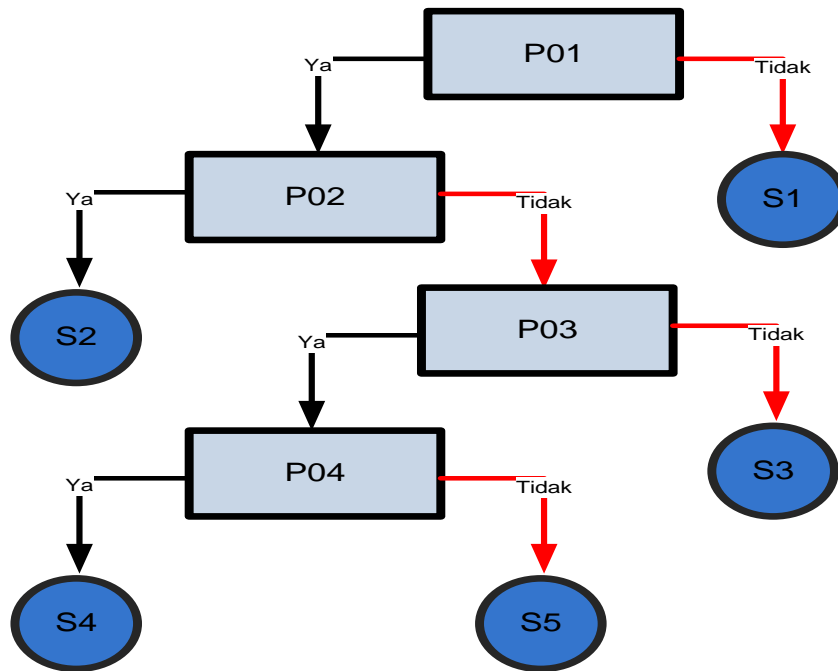 P01
Ya
Tidak
P02
S1
Ya
Tidak
S2
P03
Ya
Tidak
P04
S3
Ya
Tidak
S4
S5